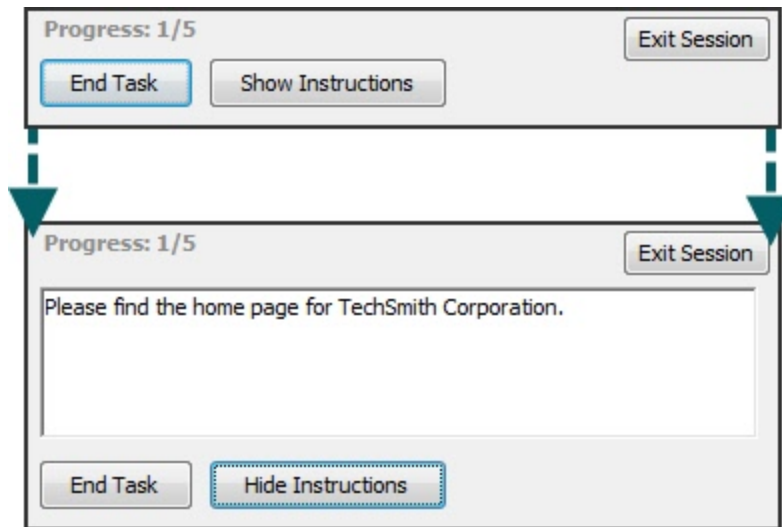 Progress: 1/5
Exit Session
End Task
Show Instructions
Progress: 1/5
Exit Session
Please find the home page for TechSmith Corporation.
End Task
Hide Instructions